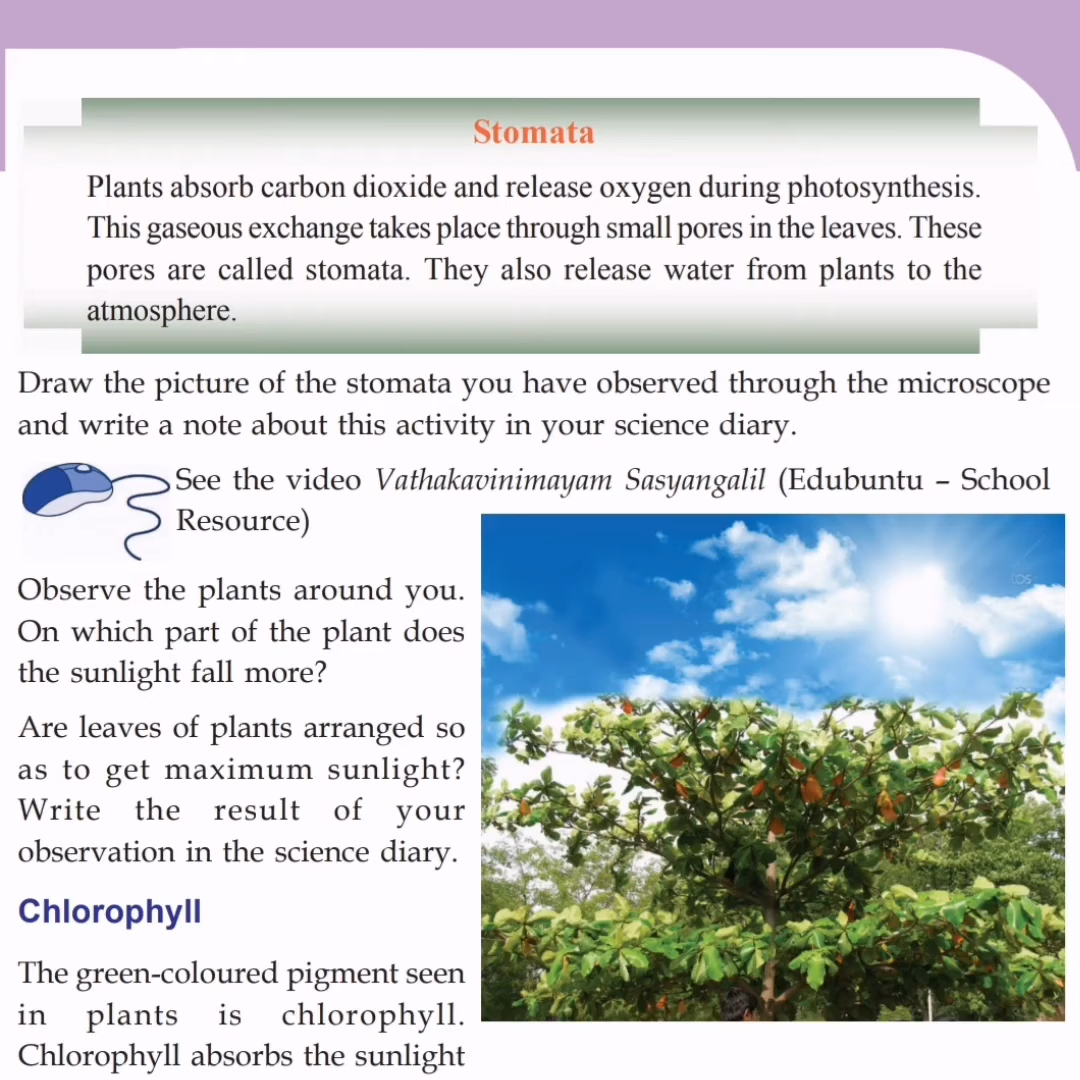 Stomata
Plants absorb carbon dioxide and release oxygen during photosynthesis.
This gaseous exchange takes place through small pores in the leaves. These
pores are called stomata. They also release water from plants to the
atmosphere.
Draw the picture of the stomata you have observed through the microscope
and write a note about this activity in your science diary.
See the video Vathakavinimayam Sasyangalil (Edubuntu – School
Resource)
Observe the plants around you.
On which part of the plant does
the sunlight fall more?
Are leaves of plants arranged so
as to get maximum sunlight?
Write the result of your
observation in the science diary.
Chlorophyll
The green-coloured pigment seen
in plants is chlorophyll.
Chlorophyll absorbs the sunlight